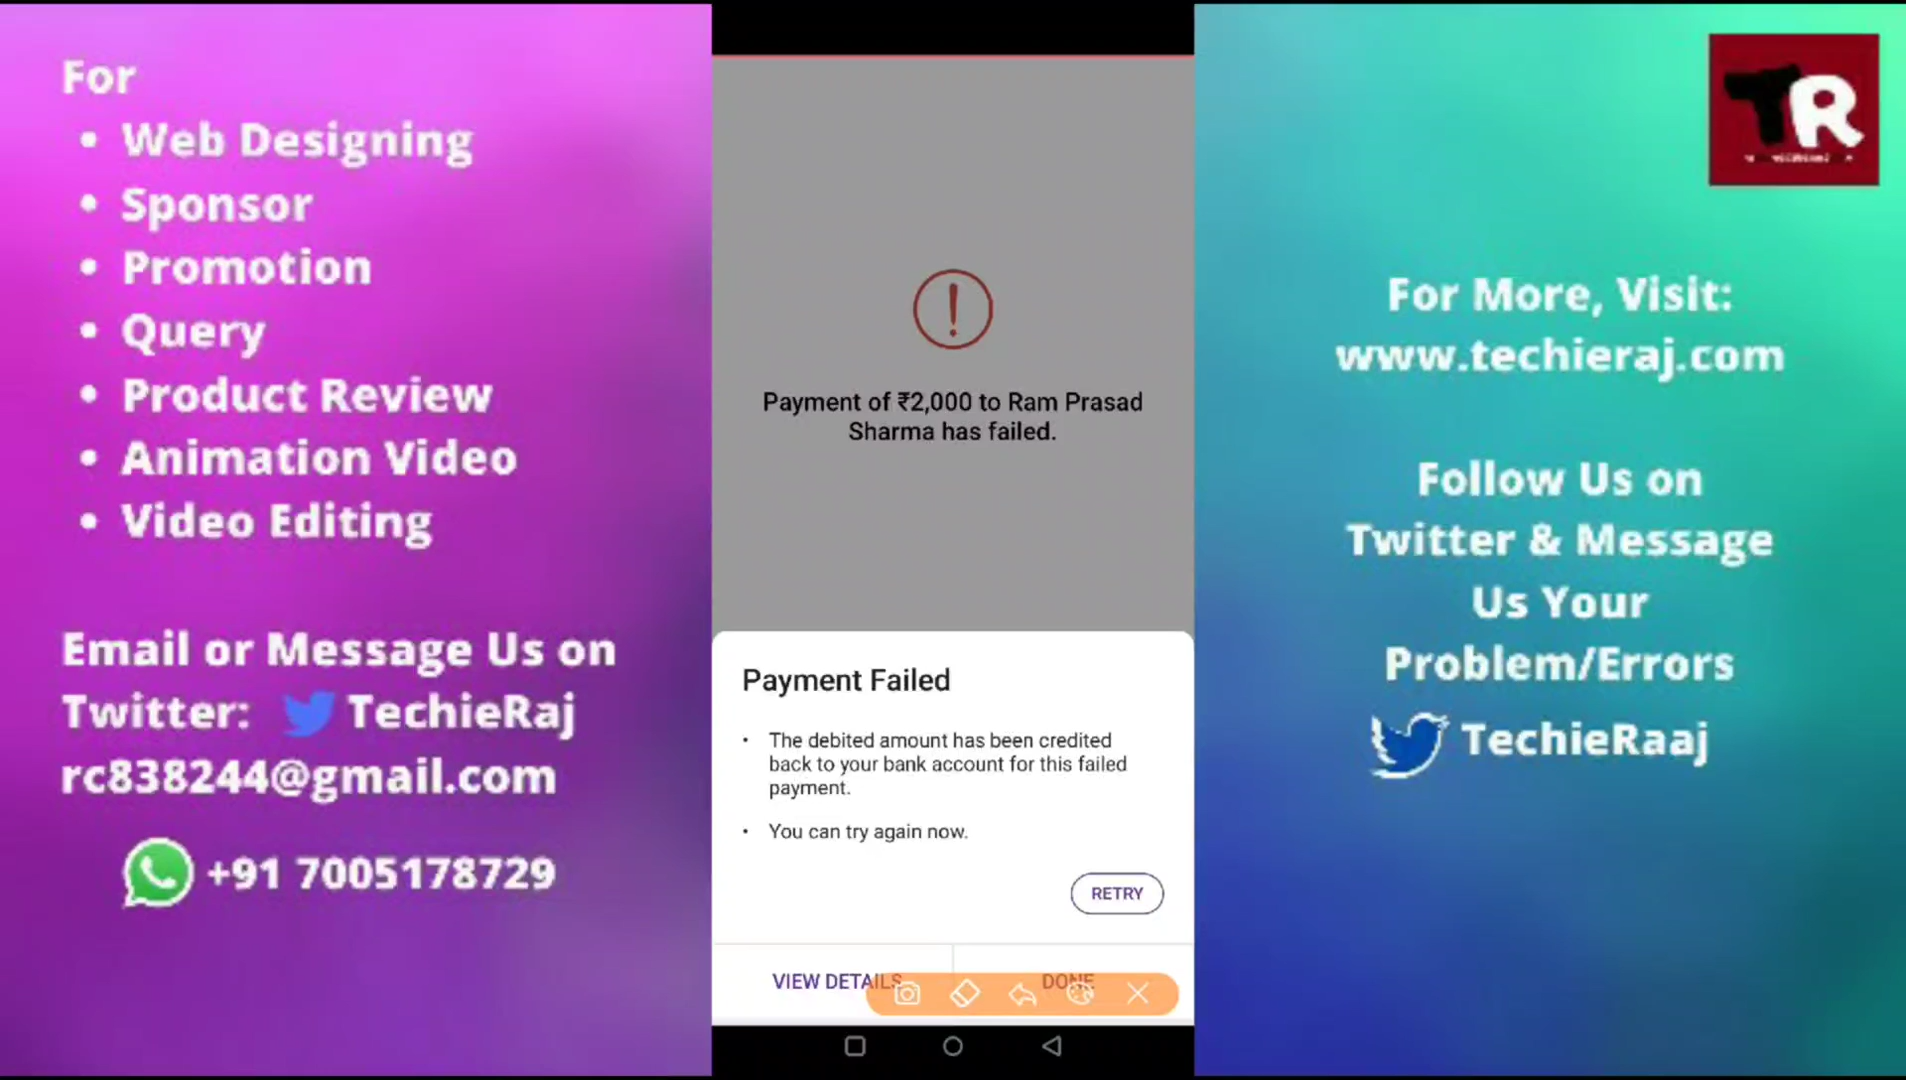 For
• Web Designing
• Sponsor
• Promotion
• Query
• Product Review
• Animation Video
• Video Editing
Email or Message Us on
Twitter: TechieRaj
rc838244@gmail.com
+91 7005178729
Payment of ₹2,000 to Ram Prasad
Sharma has failed.
Payment Failed
• The debited amount has been credited
back to your bank account for this failed
payment.
• You can try again now.
RETRY
VIEW DETAILS
DONE
TR
For More, Visit:
www.techieraj.com
Follow Us on
Twitter & Message
Us Your
Problem/Errors
TechieRaaj